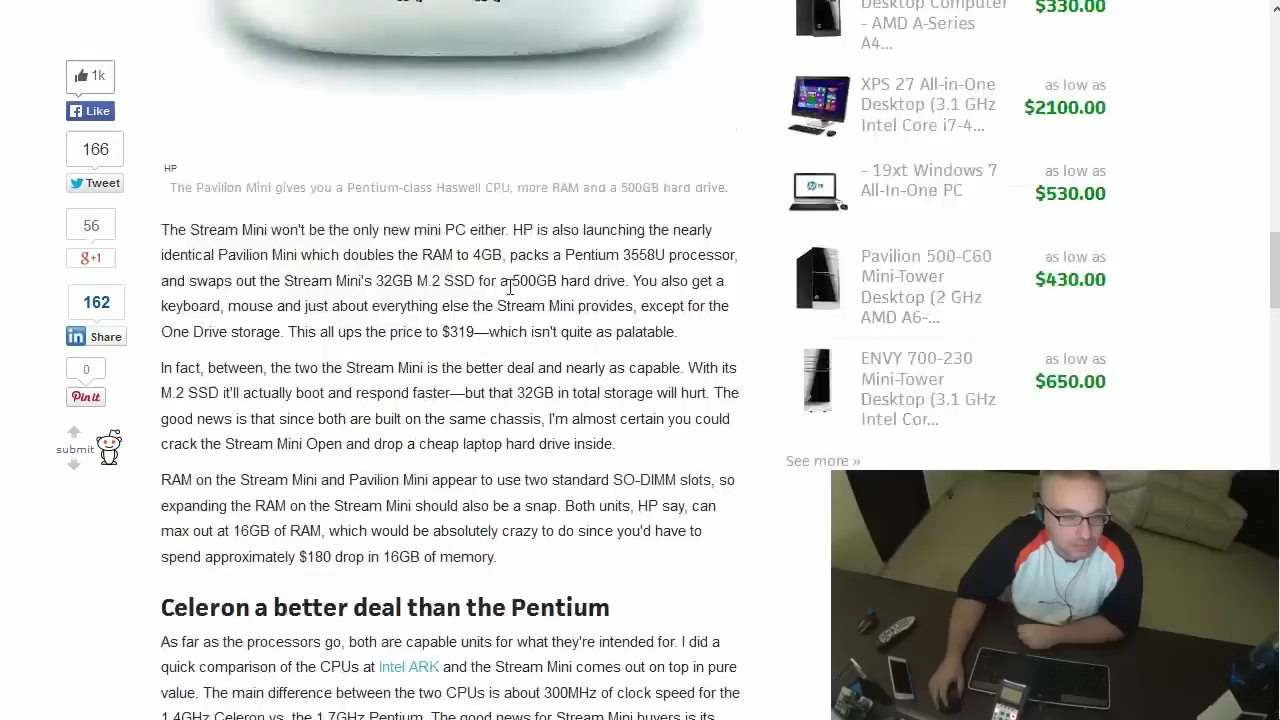 1k
Like
166
Tweet
56
g+1
162
in Share
0
Pin it
submit
HP
The Pavilion Mini gives you a Pentium-class Haswell CPU, more RAM and a 500GB hard drive.
The Stream Mini won't be the only new mini PC either. HP is also launching the nearly
identical Pavilion Mini which doubles the RAM to 4GB, packs a Pentium 3558U processor,
and swaps out the Stream Mini's 32GB M.2 SSD for a 500GB hard drive. You also get a
keyboard, mouse and just about everything else the Stream Mini provides, except for the
One Drive storage. This all ups the price to $319—which isn't quite as palatable.
In fact, between, the two the Stream Mini is the better deal and nearly as capable. With its
M.2 SSD it'll actually boot and respond faster—but that 32GB in total storage will hurt. The
good news is that since both are built on the same chassis, I'm almost certain you could
crack the Stream Mini Open and drop a cheap laptop hard drive inside.
RAM on the Stream Mini and Pavilion Mini appear to use two standard SO-DIMM slots, so
expanding the RAM on the Stream Mini should also be a snap. Both units, HP say, can
max out at 16GB of RAM, which would be absolutely crazy to do since you'd have to
spend approximately $180 drop in 16GB of memory.
Celeron a better deal than the Pentium
As far as the processors go, both are capable units for what they're intended for. I did a
quick comparison of the CPUs at Intel ARK and the Stream Mini comes out on top in pure
value. The main difference between the two CPUs is about 300MHz of clock speed for the
1.4GHz Celeron vs. the 1.7GHz Pentium. The good news for Stream Mini buyers is its
Desktop Computer
- AMD A-Series
A4...
$330.00
XPS 27 All-in-One
Desktop (3.1 GHz
Intel Core i7-4...
as low as
$2100.00
- 19xt Windows 7
All-In-One PC
as low as
$530.00
Pavilion 500-C60
Mini-Tower
Desktop (2 GHz
AMD A6-...
as low as
$430.00
ENVY 700-230
Mini-Tower
Desktop (3.1 GHz
Intel Cor...
as low as
$650.00
See more »